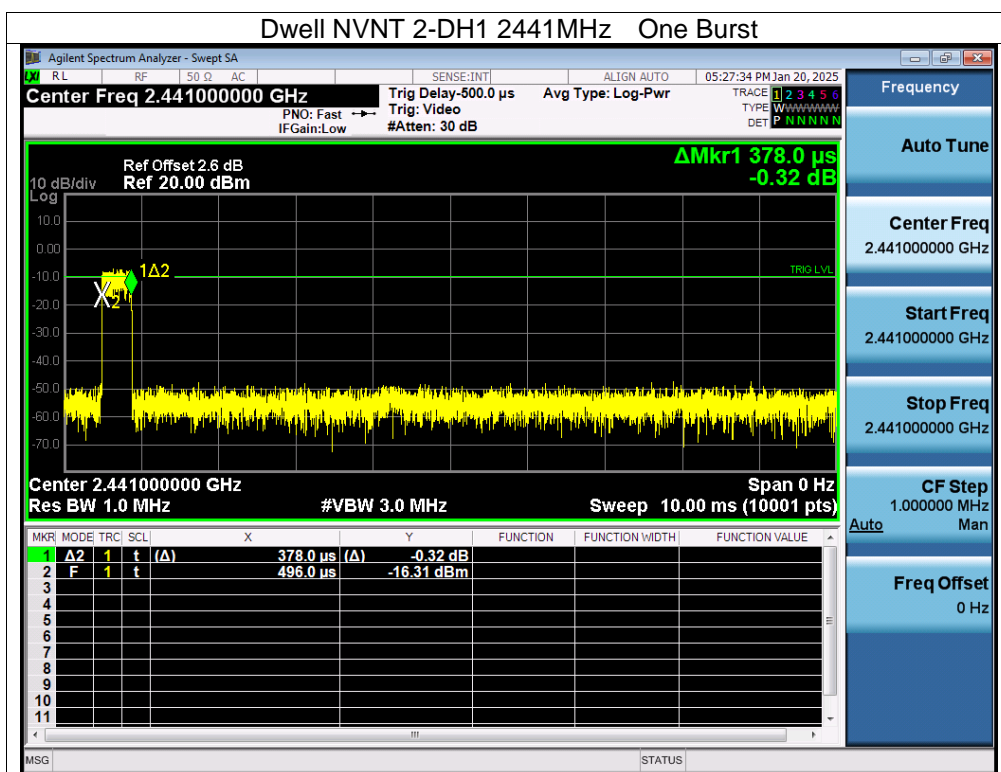 Dwell NVNT 2-DH1 2441MHz One Burst
Agilent Spectrum Analyzer - Swept SA
LXI RL RF 50 Ω AC SENSE:INT ALIGN AUTO 05:27:34 PM Jan 20, 2025
Center Freq 2.441000000 GHz
PNO: Fast
IFGain:Low
Trig Delay-500.0 µs
Trig: Video
#Atten: 30 dB
Avg Type: Log-Pwr
TRACE 1 2 3 4 5 6
TYPE WWWWWWW
DET P N N N N N
ΔMkr1 378.0 µs
-0.32 dB
Ref Offset 2.6 dB
10 dB/div Ref 20.00 dBm
Log
10.0
0.00
-10.0
-20.0
-30.0
-40.0
-50.0
-60.0
-70.0
1Δ2
2
TRIG LVL
Center 2.441000000 GHz Span 0 Hz
Res BW 1.0 MHz #VBW 3.0 MHz Sweep 10.00 ms (10001 pts)
MKR MODE TRC SCL X Y FUNCTION FUNCTION WIDTH FUNCTION VALUE
1 Δ2 1 t (Δ) 378.0 µs (Δ) -0.32 dB
2 F 1 t 496.0 µs -16.31 dBm
3
4
5
6
7
8
9
10
11
MSG STATUS
Frequency
Auto Tune
Center Freq
2.441000000 GHz
Start Freq
2.441000000 GHz
Stop Freq
2.441000000 GHz
CF Step
1.000000 MHz
Auto Man
Freq Offset
0 Hz